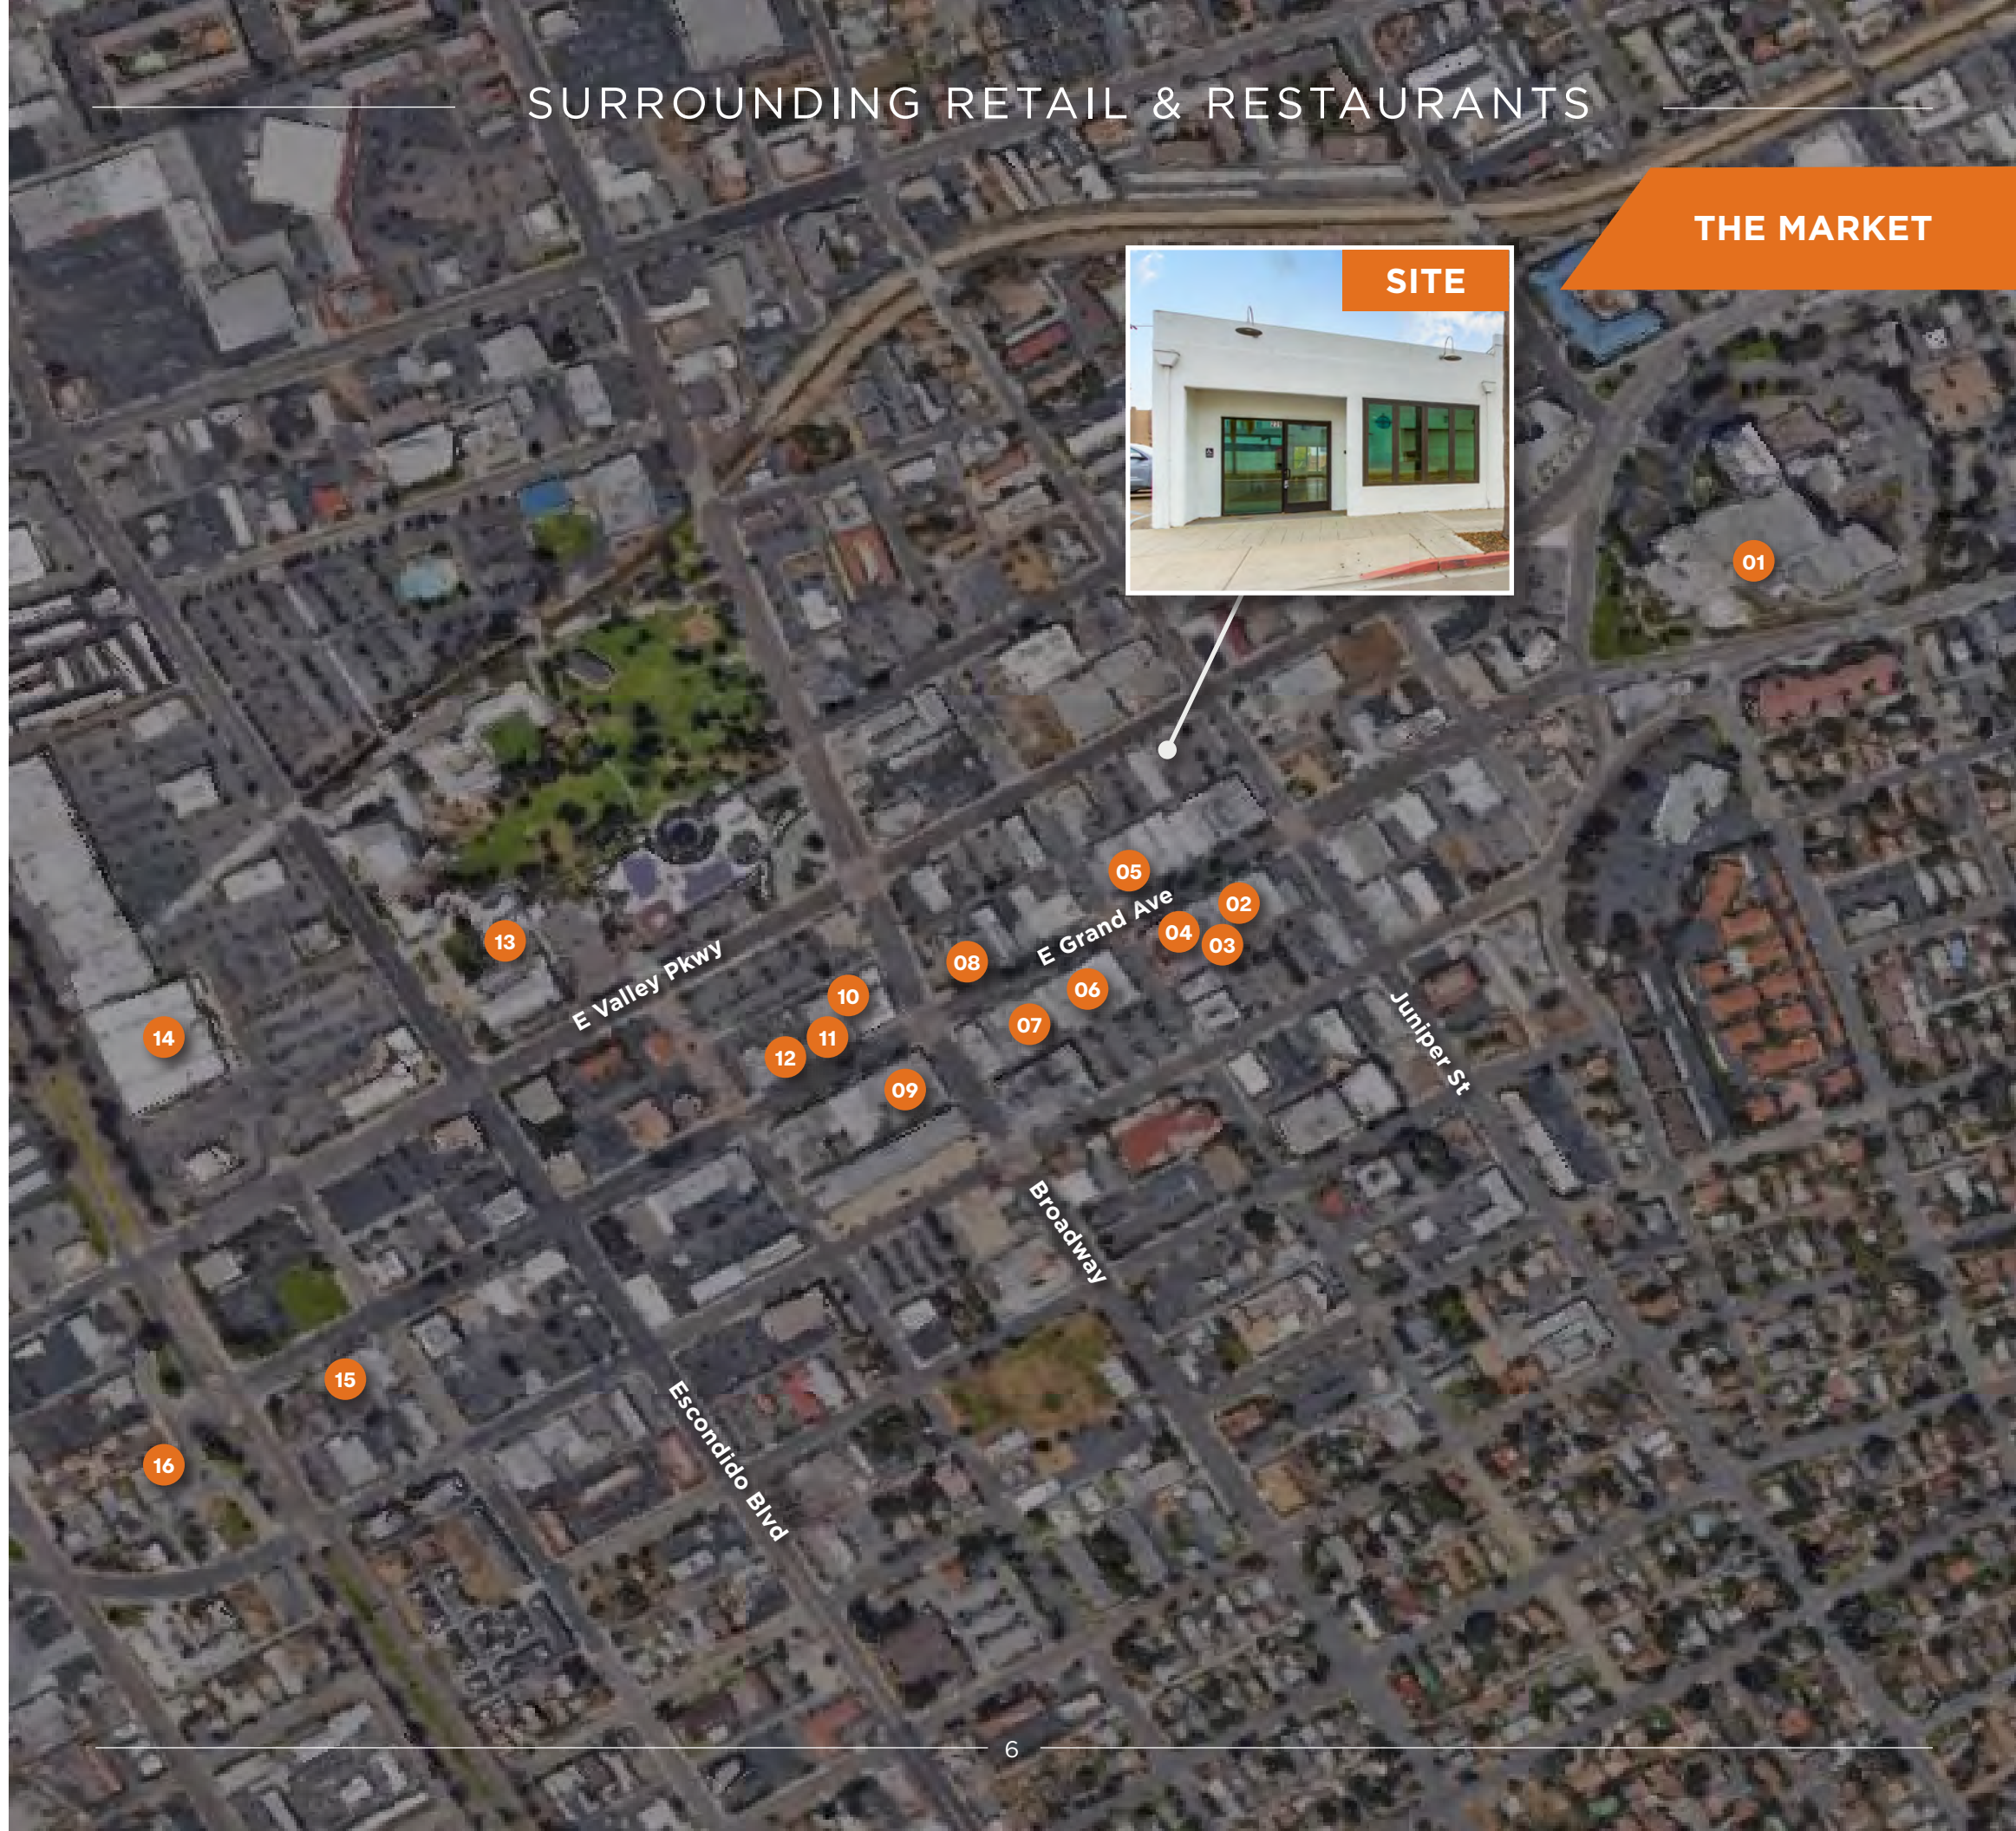 SURROUNDING RETAIL & RESTAURANTS
THE MARKET
SITE
01
05
02
04
03
E Grand Ave
08
06
07
13
E Valley Pkwy
10
11
12
09
14
Juniper St
Broadway
15
16
Escondido Blvd
6